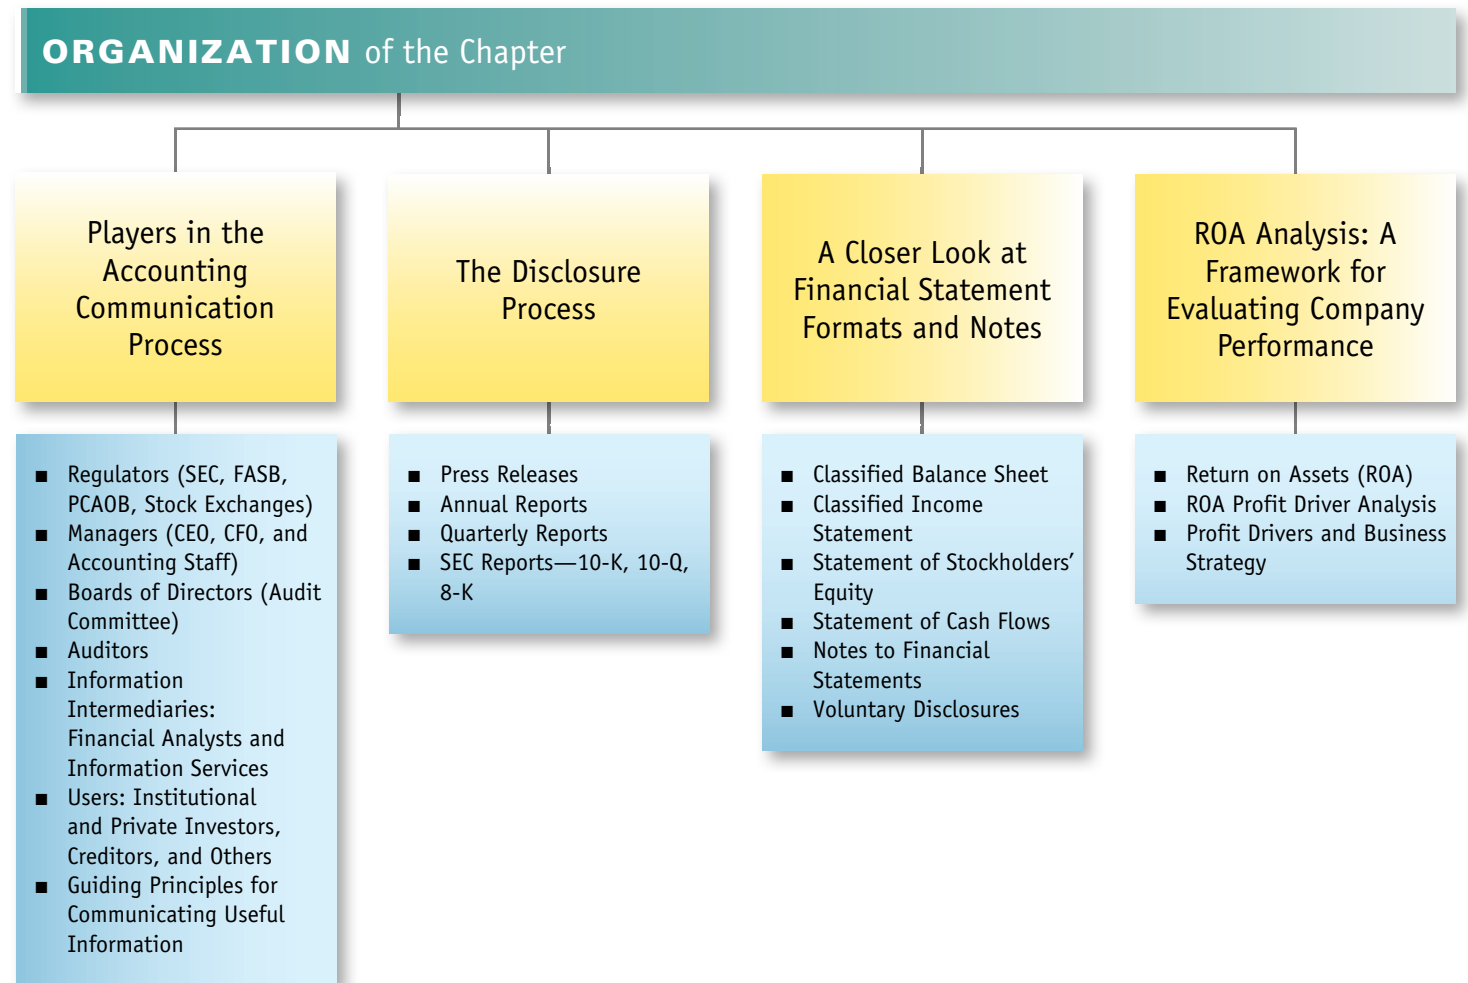 ORGANIZATION of the Chapter
Players in the
Accounting
Communication
Process
■ Regulators (SEC, FASB,
PCAOB, Stock Exchanges)
■ Managers (CEO, CFO, and
Accounting Staff)
■ Boards of Directors (Audit
Committee)
■ Auditors
■ Information
Intermediaries:
Financial Analysts and
Information Services
■ Users: Institutional
and Private Investors,
Creditors, and Others
■ Guiding Principles for
Communicating Useful
Information
The Disclosure
Process
■ Press Releases
■ Annual Reports
■ Quarterly Reports
■ SEC Reports—10-K, 10-Q,
8-K
A Closer Look at
Financial Statement
Formats and Notes
■ Classified Balance Sheet
■ Classified Income
Statement
■ Statement of Stockholders’
Equity
■ Statement of Cash Flows
■ Notes to Financial
Statements
■ Voluntary Disclosures
ROA Analysis: A
Framework for
Evaluating Company
Performance
■ Return on Assets (ROA)
■ ROA Profit Driver Analysis
■ Profit Drivers and Business
Strategy